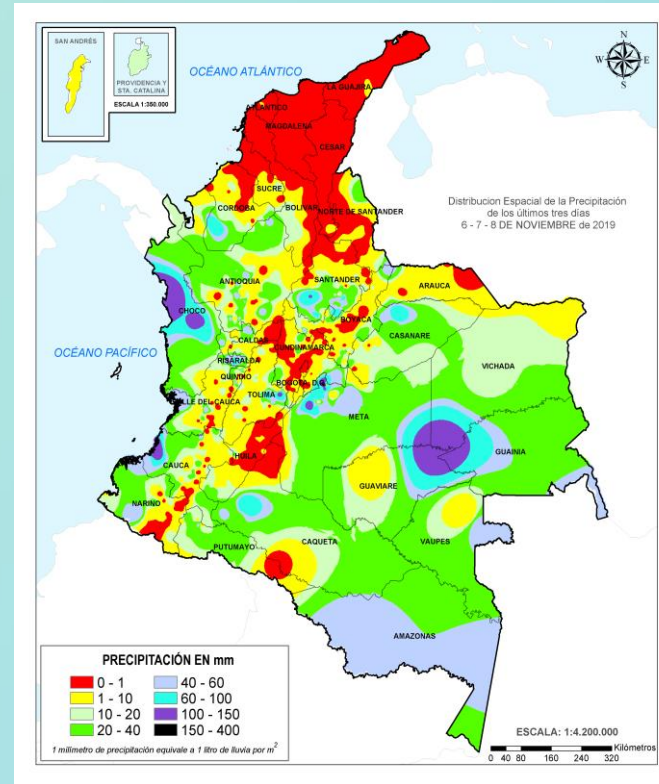 SAN ANDRÉS
PROVIDENCIA Y
STA. CATALINA
ESCALA 1:350.000
OCÉANO ATLÁNTICO
N
W
E
S
LA GUAJIRA
ATLANTICO
MAGDALENA
CESAR
SUCRE
CORDOBA
BOLIVAR
NORTE DE SANTANDER
Distribucion Espacial de la Precipitación
de los últimos tres días
6 - 7 - 8 DE NOVIEMBRE de 2019
ANTIOQUIA
SANTANDER
ARAUCA
CHOCO
BOYACA
CASANARE
OCÉANO PACÍFICO
CALDAS
CUNDINAMARCA
RISARALDA
VICHADA
QUINDIO
BOGOTA D.C.
TOLIMA
VALLE DEL CAUCA
META
HUILA
GUAINIA
CAUCA
GUAVIARE
NARIÑO
VAUPES
PUTUMAYO
CAQUETA
AMAZONAS
PRECIPITACIÓN EN mm
0 - 1
40 - 60
1 - 10
60 - 100
10 - 20
100 - 150
20 - 40
150 - 400
1 milímetro de precipitación equivale a 1 litro de lluvia por m²
ESCALA: 1:4.200.000
Kilómetros
0 40 80 160 240 320